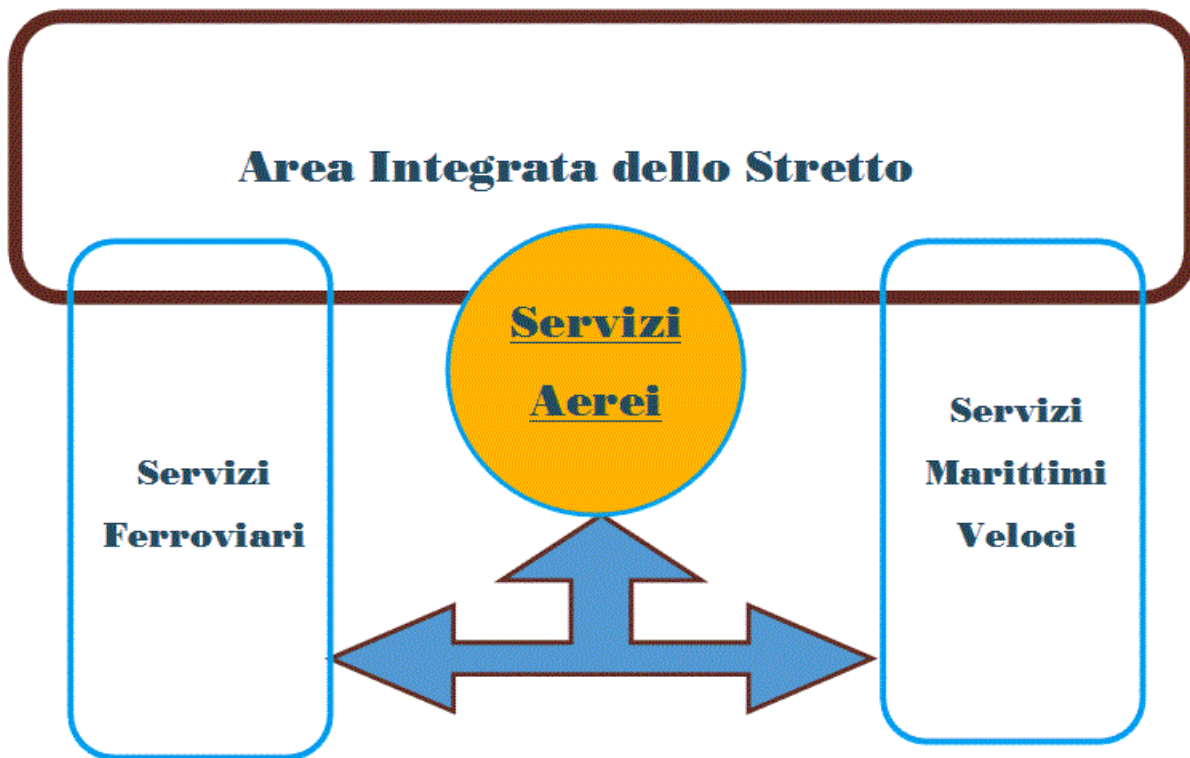 Area Integrata dello Stretto
Servizi
Aerei
Servizi
Ferroviari
Servizi
Marittimi
Veloci